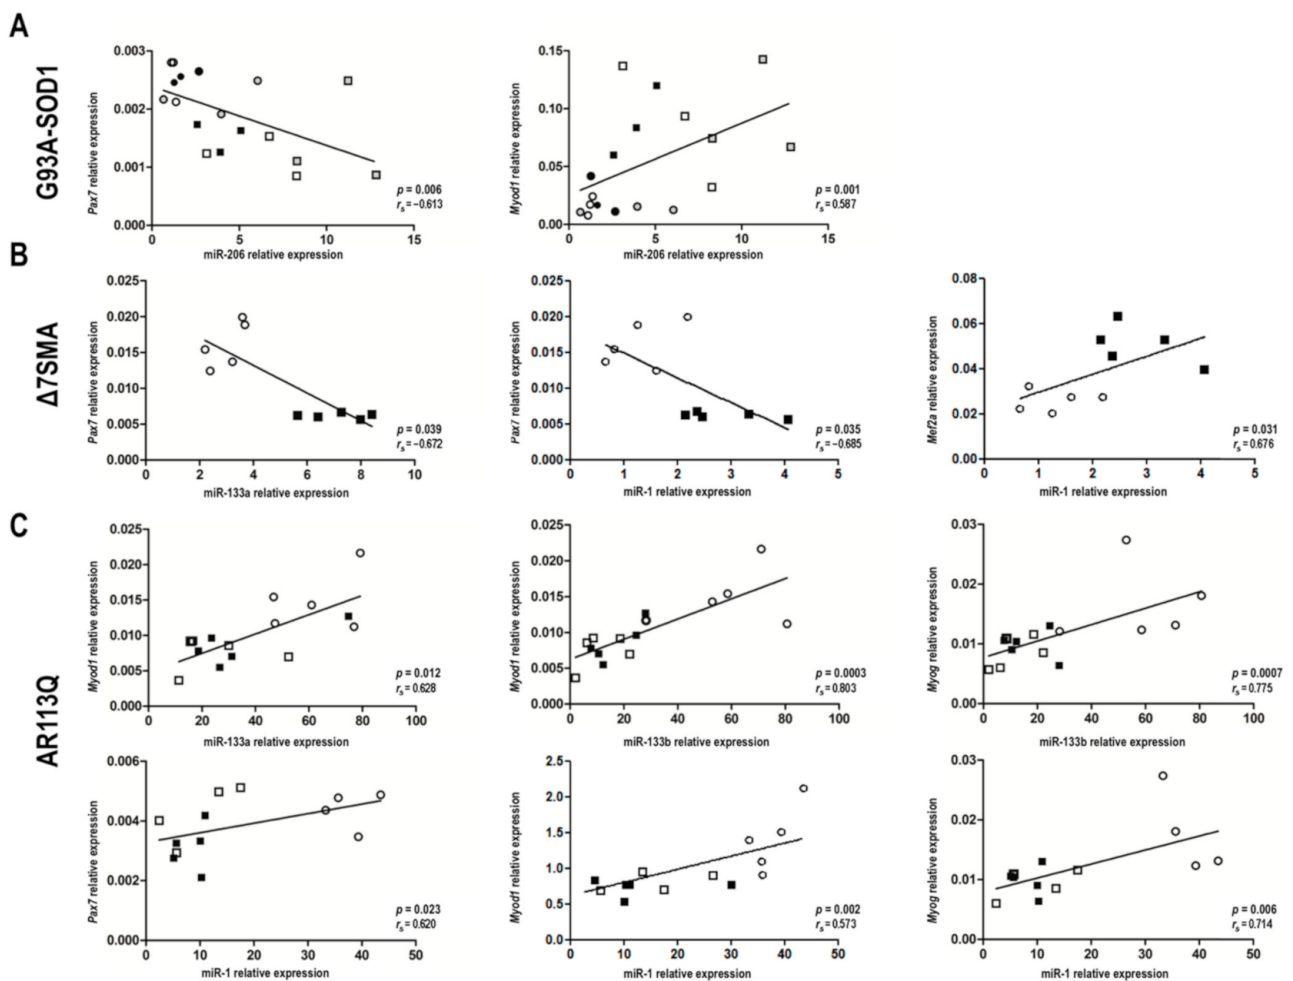 A
G93A-SOD1
Pax7 relative expression
0.003
0.002
0.001
0.000
0 5 10 15
miR-206 relative expression
p = 0.006
rs = −0.613
Myod1 relative expression
0.15
0.10
0.05
0.00
0 5 10 15
miR-206 relative expression
p = 0.001
rs = 0.587
B
Δ7SMA
Pax7 relative expression
0.025
0.020
0.015
0.010
0.005
0.000
0 2 4 6 8 10
miR-133a relative expression
p = 0.039
rs = −0.672
Pax7 relative expression
0.025
0.020
0.015
0.010
0.005
0.000
0 1 2 3 4 5
miR-1 relative expression
p = 0.035
rs = −0.685
Mef2a relative expression
0.08
0.06
0.04
0.02
0.00
0 1 2 3 4 5
miR-1 relative expression
p = 0.031
rs = 0.676
C
AR113Q
Myod1 relative expression
0.025
0.020
0.015
0.010
0.005
0.000
0 20 40 60 80 100
miR-133a relative expression
p = 0.012
rs = 0.628
Myod1 relative expression
0.025
0.020
0.015
0.010
0.005
0.000
0 20 40 60 80 100
miR-133b relative expression
p = 0.0003
rs = 0.803
Myog relative expression
0.03
0.02
0.01
0.00
0 20 40 60 80 100
miR-133b relative expression
p = 0.0007
rs = 0.775
Pax7 relative expression
0.006
0.004
0.002
0.000
0 10 20 30 40 50
miR-1 relative expression
p = 0.023
rs = 0.620
Myod1 relative expression
2.5
2.0
1.5
1.0
0.5
0.0
0 10 20 30 40 50
miR-1 relative expression
p = 0.002
rs = 0.573
Myog relative expression
0.03
0.02
0.01
0.00
0 10 20 30 40 50
miR-1 relative expression
p = 0.006
rs = 0.714